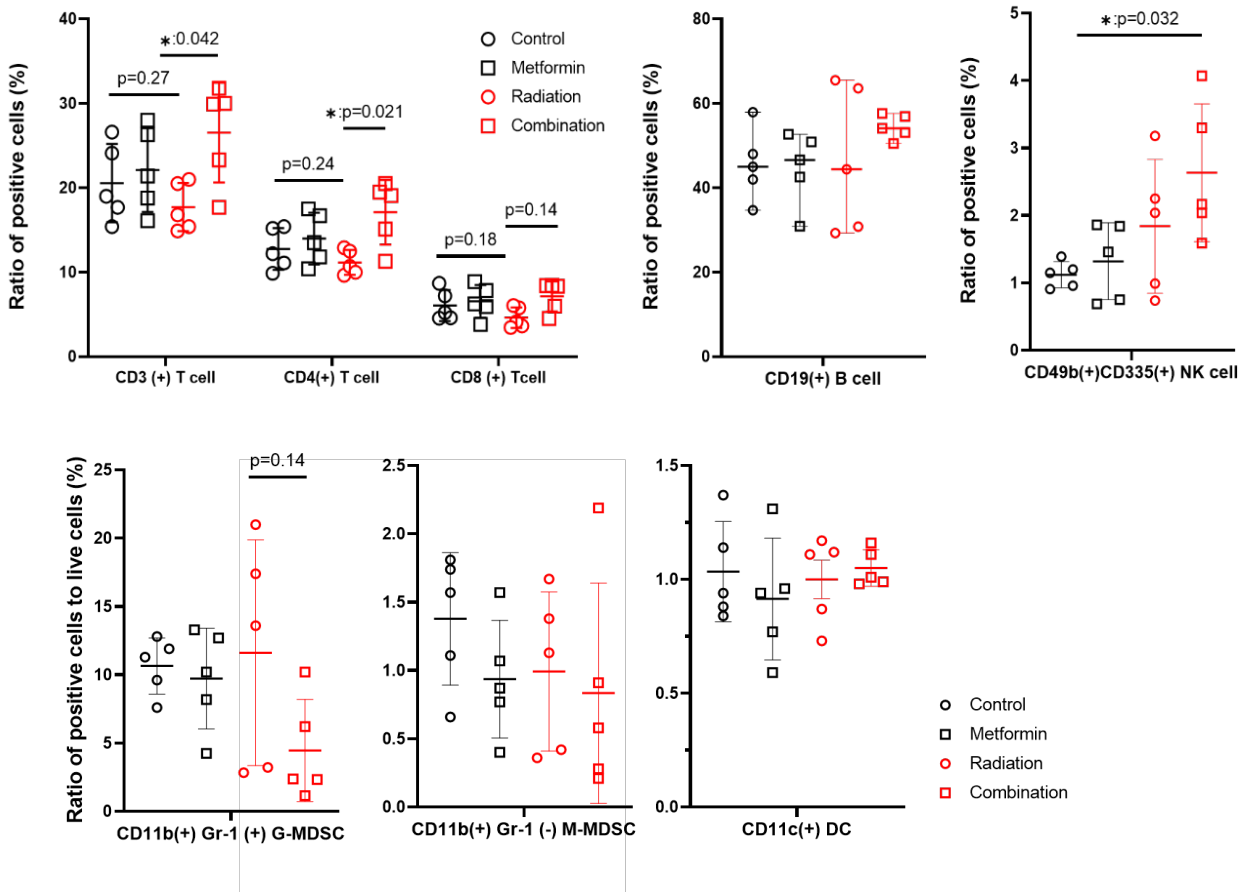 Ratio of positive cells (%)
40
30
20
10
0
∗:0.042
p=0.27
∗:p=0.021
p=0.24
p=0.14
p=0.18
Control
Metformin
Radiation
Combination
CD3 (+) T cell
CD4(+) T cell
CD8 (+) Tcell
Ratio of positive cells (%)
80
60
40
20
0
CD19(+) B cell
Ratio of positive cells (%)
5
4
3
2
1
0
∗:p=0.032
CD49b(+)CD335(+) NK cell
Ratio of positive cells to live cells (%)
25
20
15
10
5
0
p=0.14
CD11b(+) Gr-1 (+) G-MDSC
2.5
2.0
1.5
1.0
0.5
0.0
CD11b(+) Gr-1 (-) M-MDSC
1.5
1.0
0.5
0.0
CD11c(+) DC
Control
Metformin
Radiation
Combination